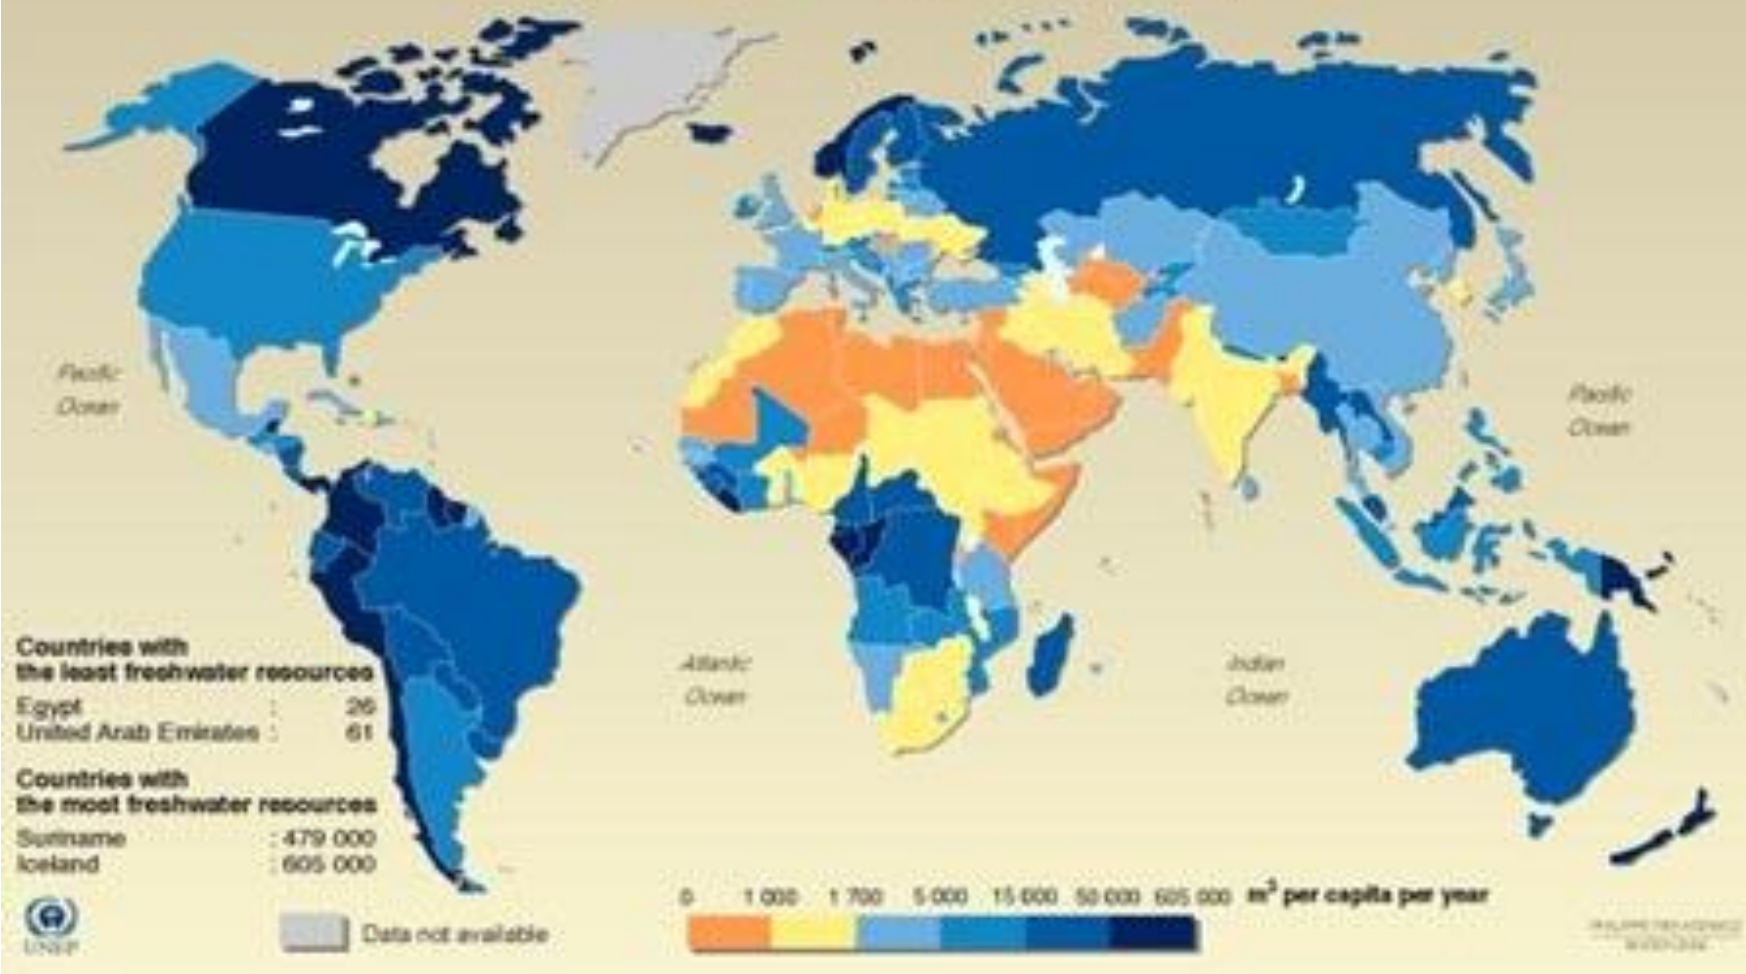 Pacific
Ocean
Pacific
Ocean
Atlantic
Ocean
Indian
Ocean
Countries with
the least freshwater resources
Egypt : 26
United Arab Emirates : 61
Countries with
the most freshwater resources
Suriname : 479 000
Iceland : 605 000
0 1 000 1 700 5 000 15 000 50 000 605 000 m³ per capita per year
Data not available
UNEP